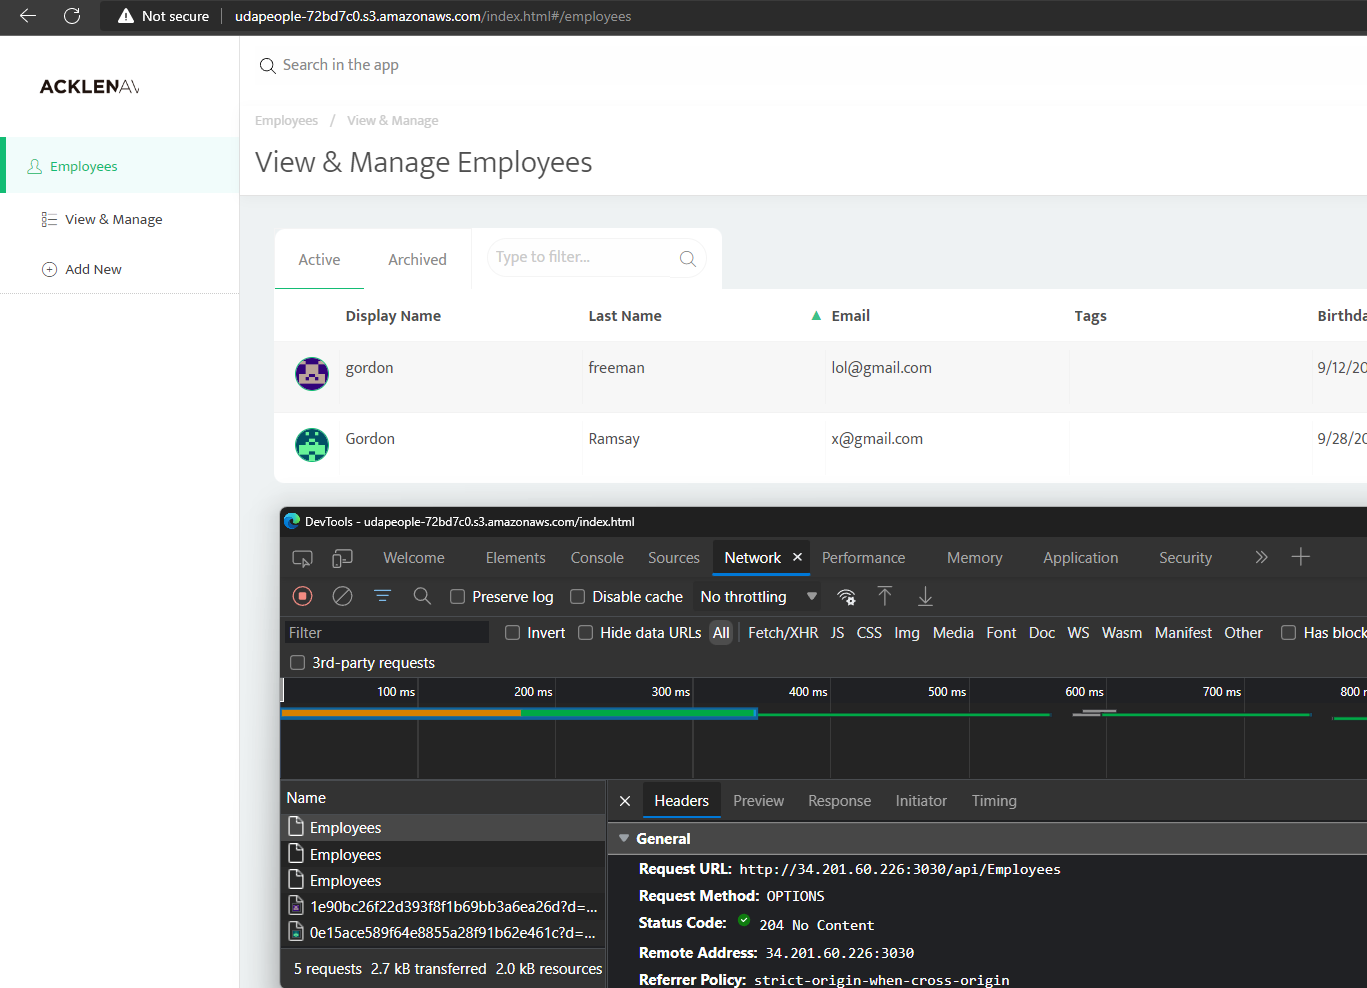 Not secure udapeople-72bd7c0.s3.amazonaws.com/index.html#/employees
ACKLENAV
Search in the app
Employees / View & Manage
View & Manage Employees
Employees
View & Manage
Add New
Active Archived Type to filter...
Display Name Last Name ▲ Email Tags Birthda
gordon freeman lol@gmail.com 9/12/20
Gordon Ramsay x@gmail.com 9/28/20
DevTools - udapeople-72bd7c0.s3.amazonaws.com/index.html
Welcome Elements Console Sources Network × Performance Memory Application Security » +
Preserve log Disable cache No throttling
Filter Invert Hide data URLs All Fetch/XHR JS CSS Img Media Font Doc WS Wasm Manifest Other Has block
3rd-party requests
100 ms 200 ms 300 ms 400 ms 500 ms 600 ms 700 ms 800 m
Name
Employees
Employees
Employees
1e90bc26f22d393f8f1b69bb3a6ea26d?d=...
0e15ace589f64e8855a28f91b62e461c?d=...
5 requests 2.7 kB transferred 2.0 kB resources
× Headers Preview Response Initiator Timing
General
Request URL: http://34.201.60.226:3030/api/Employees
Request Method: OPTIONS
Status Code: 204 No Content
Remote Address: 34.201.60.226:3030
Referrer Policy: strict-origin-when-cross-origin